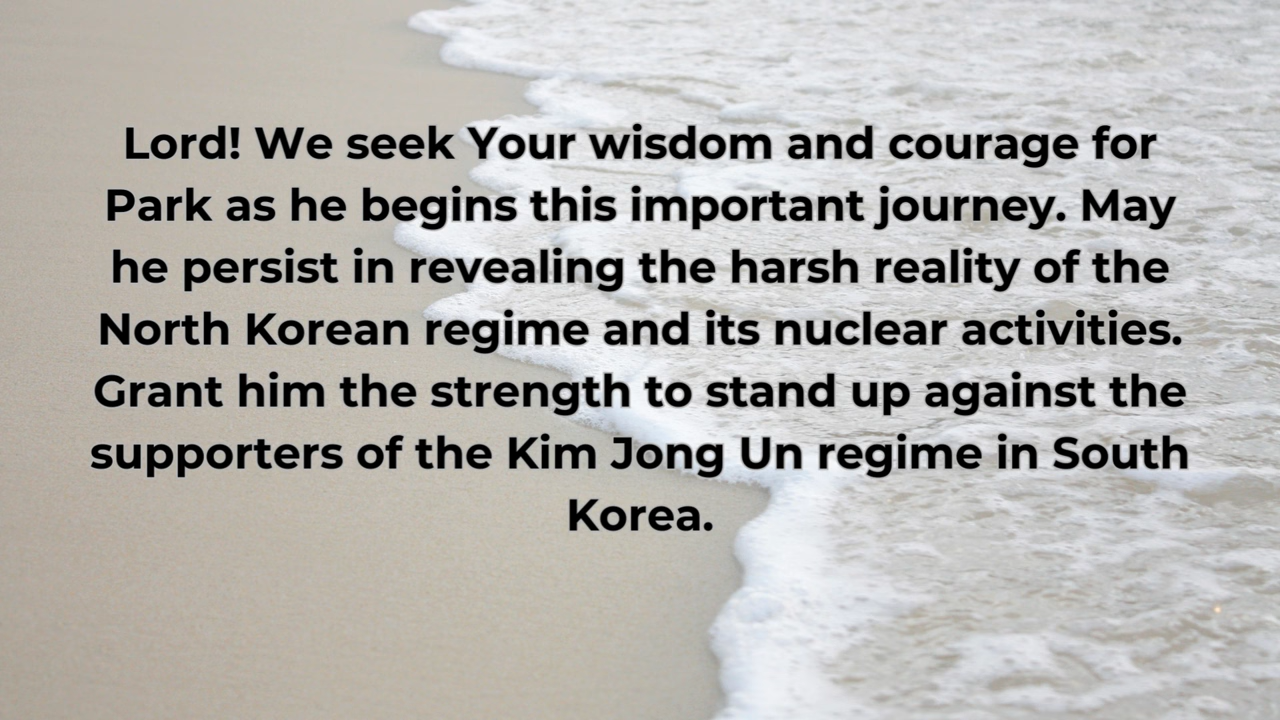 Lord! We seek Your wisdom and courage for
Park as he begins this important journey. May
he persist in revealing the harsh reality of the
North Korean regime and its nuclear activities.
Grant him the strength to stand up against the
supporters of the Kim Jong Un regime in South
Korea.